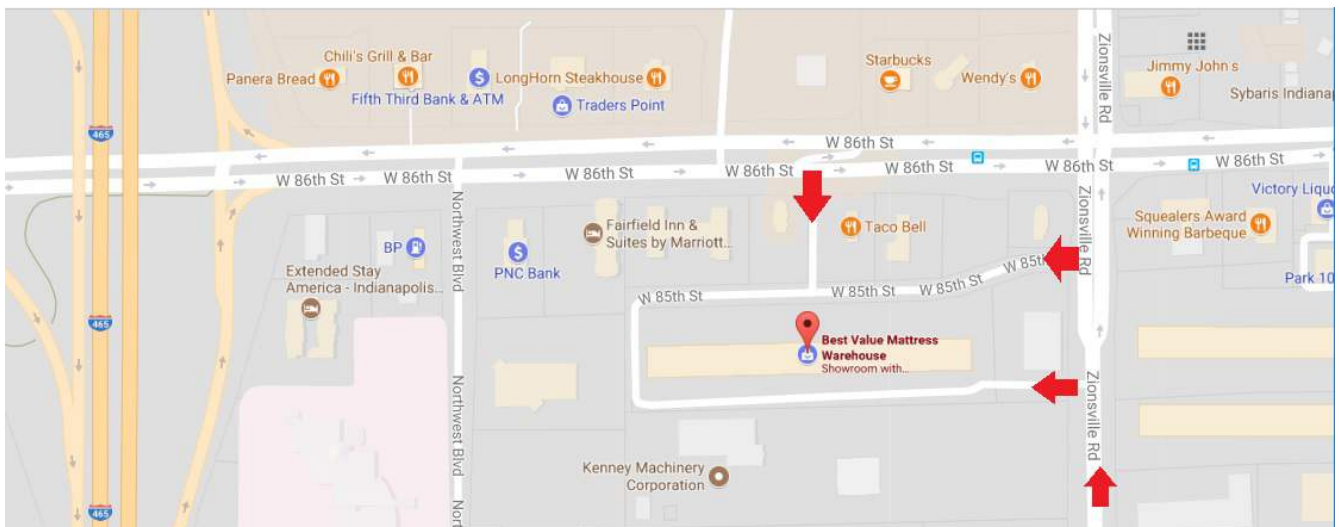 Zionsville Rd
Chili's Grill & Bar
Panera Bread
Fifth Third Bank & ATM
LongHorn Steakhouse
Traders Point
Starbucks
Wendy's
Jimmy John's
Sybaris Indianap
465
W 86th St
W 86th St
W 86th St
W 86th St
W 86th St
W 86th St
W 86th St
W 86th St
Northwest Blvd
BP
PNC Bank
Fairfield Inn &
Suites by Marriott...
Taco Bell
Zionsville Rd
Squealers Award
Winning Barbeque
Victory Liquo
Extended Stay
America - Indianapolis...
W 85th
Park 10
W 85th St
W 85th St
W 85th St
465
Best Value Mattress
Warehouse
Showroom with...
Northwest Blvd
Zionsville Rd
Kenney Machinery
Corporation
465
Nort